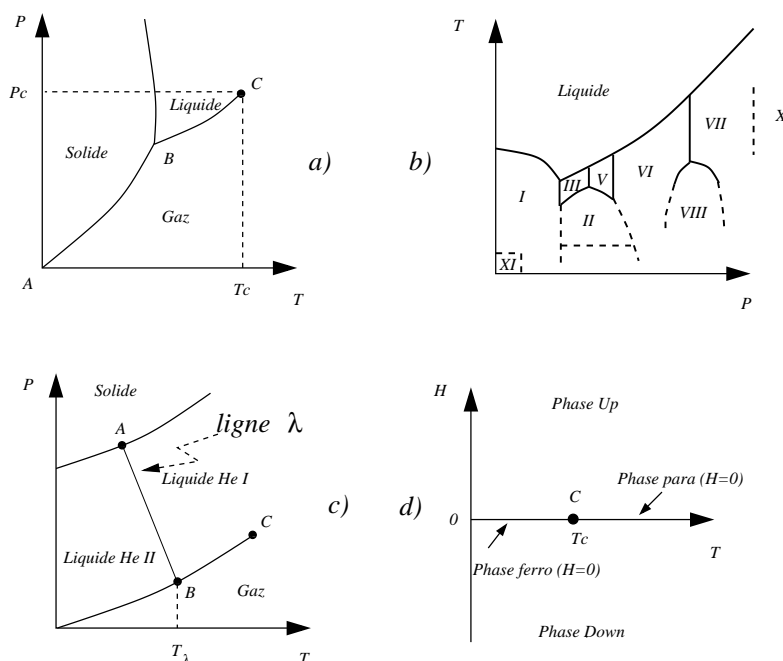 P
C
Pc
Liquide
Solide
B
a)
Gaz
A
Tc
T
T
Liquide
VII
X
V
VI
III
I
b)
II
VIII
XI
P
P
Solide
A
ligne λ
Liquide He I
C
c)
Liquide He II
B
Gaz
Tλ
T
H
Phase Up
Phase para (H=0)
C
d)
0
Tc
T
Phase ferro (H=0)
Phase Down